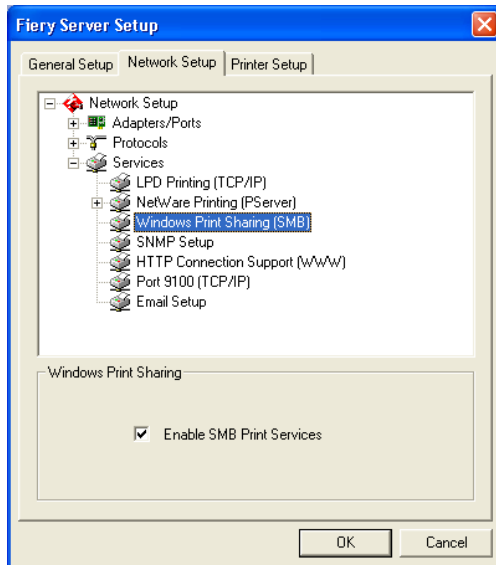 Fiery Server Setup
General Setup
Network Setup
Printer Setup
Network Setup
Adapters/Ports
Protocols
Services
LPD Printing (TCP/IP)
NetWare Printing (PServer)
Windows Print Sharing (SMB)
SNMP Setup
HTTP Connection Support (WWW)
Port 9100 (TCP/IP)
Email Setup
Windows Print Sharing
Enable SMB Print Services
OK
Cancel